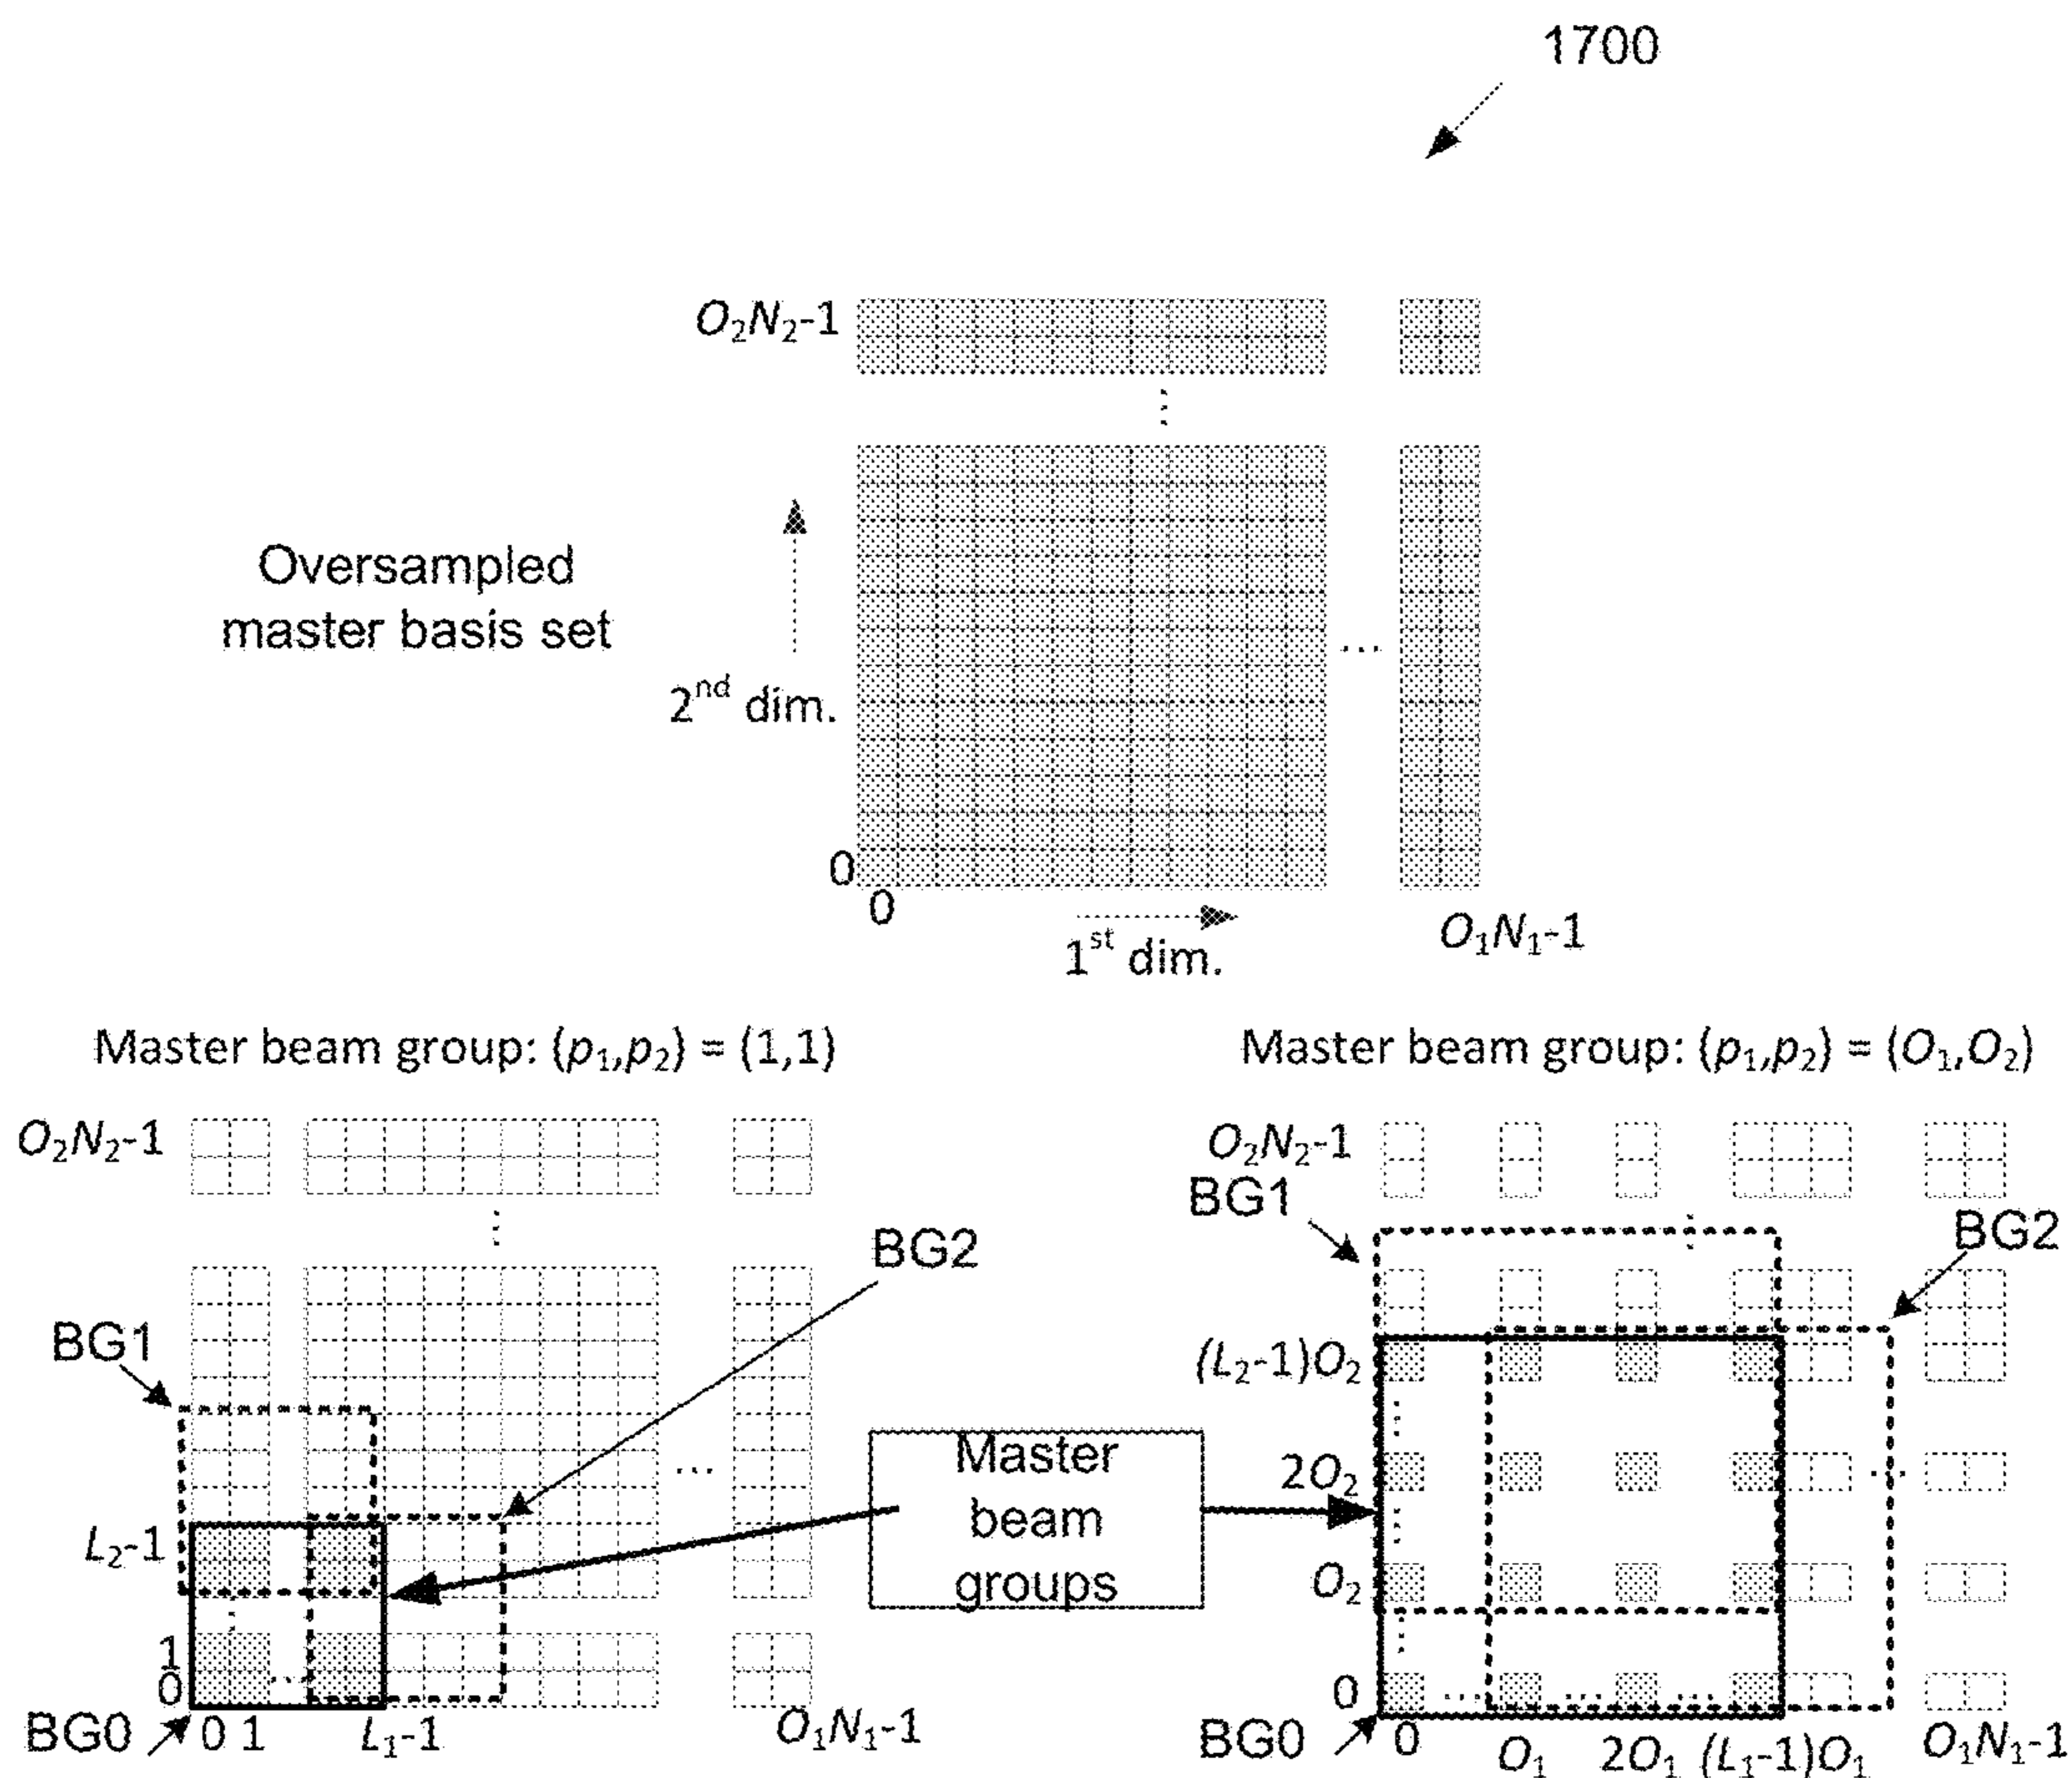 1700
O₂N₂-1
Oversampled
master basis set
2ⁿᵈ dim.
...
0
0
1ˢᵗ dim.
O₁N₁-1
Master beam group: (p₁,p₂) = (1,1)
O₂N₂-1
BG2
BG1
...
L₂-1
1
0
BG0
0 1
L₁-1
O₁N₁-1
Master
beam
groups
Master beam group: (p₁,p₂) = (O₁,O₂)
O₂N₂-1
BG1
BG2
(L₂-1)O₂
2O₂
O₂
0
BG0
0
O₁
2O₁
(L₁-1)O₁
O₁N₁-1